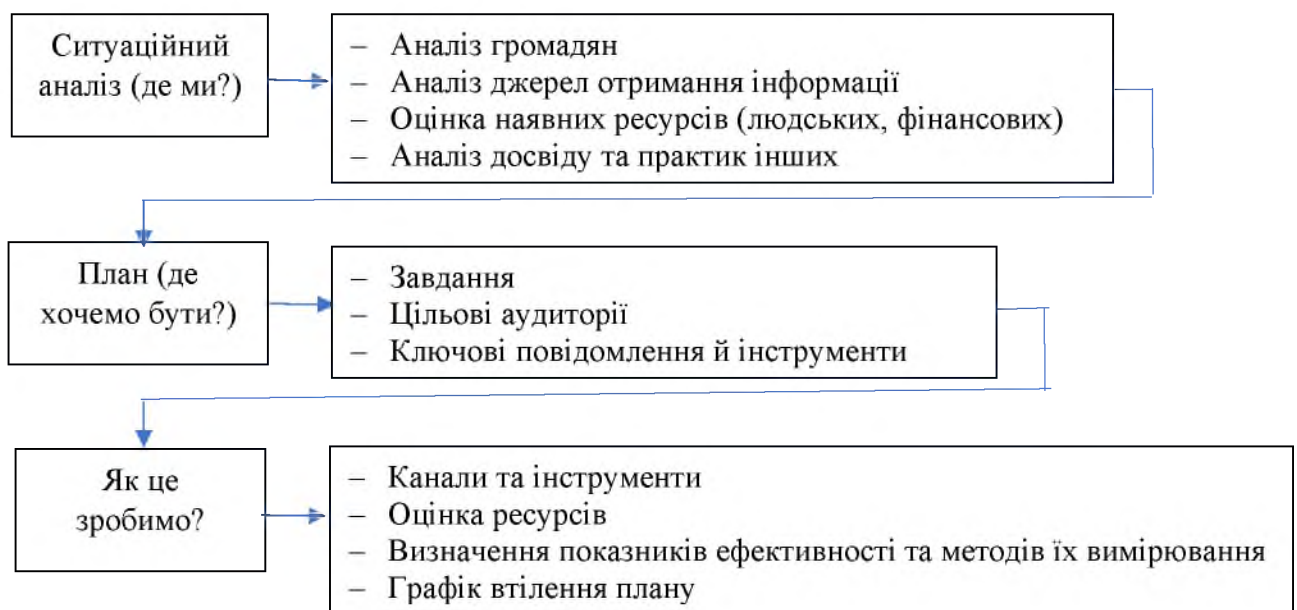 Ситуаційний
аналіз (де ми?)
– Аналіз громадян
– Аналіз джерел отримання інформації
– Оцінка наявних ресурсів (людських, фінансових)
– Аналіз досвіду та практик інших
План (де
хочемо бути?)
– Завдання
– Цільові аудиторії
– Ключові повідомлення й інструменти
Як це
зробимо?
– Канали та інструменти
– Оцінка ресурсів
– Визначення показників ефективності та методів їх вимірювання
– Графік втілення плану